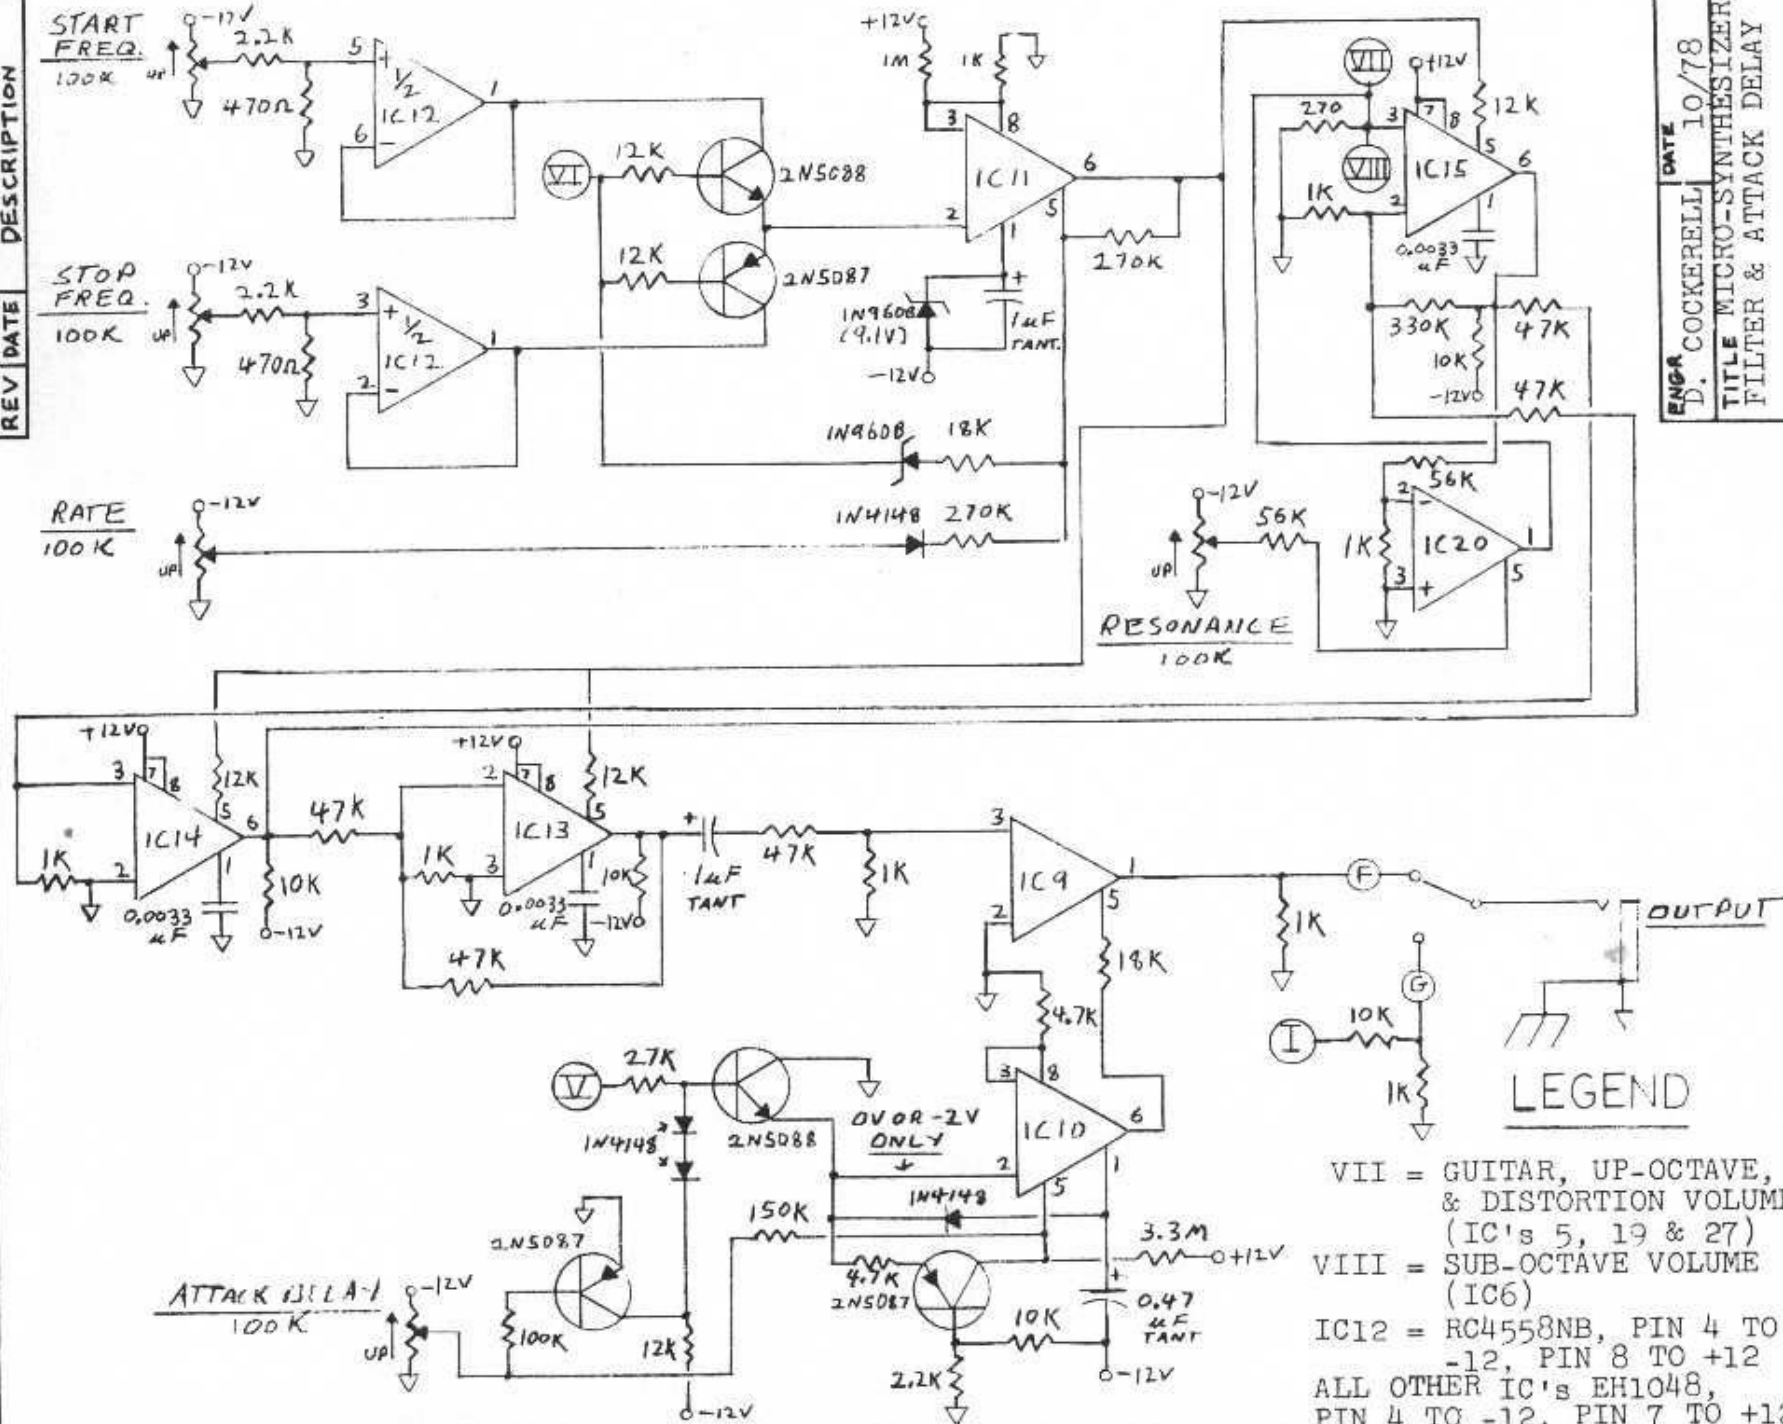 REV DATE DESCRIPTION
START
FREQ.
100K
-12V
UP
2.2K
470Ω
5
+
1/2
IC12
6
-
1
STOP
FREQ.
100K
-12V
UP
2.2K
470Ω
3
+
1/2
IC12
2
-
1
VI
12K
2N5088
12K
2N5087
+12V
1M
1K
3
8
IC11
6
2
5
1
270K
1N960B
(9.1V)
+
1uF
TANT.
-12V
1N960B
18K
RATE
100K
-12V
UP
1N4148
270K
VII
+12V
270
3
7
8
12K
VIII
5
IC15
6
1K
2
1
0.0033
uF
330K
47K
10K
-12V
47K
56K
2
-
1K
IC20
1
3
+
5
-12V
56K
UP
RESONANCE
100K
ENGR
D. COCKERELL
DATE
10/78
TITLE MICRO-SYNTHESIZER
FILTER & ATTACK DELAY
+12V
3
7
8
12K
5
IC14
6
1K
2
1
0.0033
uF
10K
-12V
47K
+12V
2
7
8
12K
5
IC13
1K
3
1
0.0033
uF
10K
-12V
47K
+
1uF
TANT
47K
1K
3
IC9
1
2
5
18K
1K
F
OUTPUT
G
I
10K
1K
4.7K
3
8
IC10
6
2
5
1
V
27K
2N5088
1N4148
0V OR -2V
ONLY
1N4148
150K
3.3M
+12V
2N5087
4.7K
2N5087
10K
+
0.47
uF
TANT
ATTACK
100K
-12V
UP
100K
12K
-12V
2.2K
-12V
LEGEND
VII = GUITAR, UP-OCTAVE,
& DISTORTION VOLUME
(IC's 5, 19 & 27)
VIII = SUB-OCTAVE VOLUME
(IC6)
IC12 = RC4558NB, PIN 4 TO
-12, PIN 8 TO +12
ALL OTHER IC's EH1048,
PIN 4 TO -12, PIN 7 TO